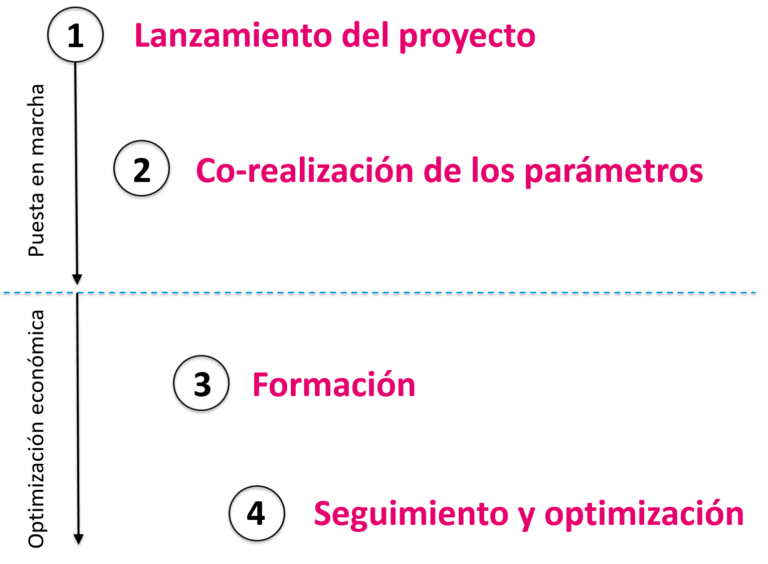 1 Lanzamiento del proyecto
Puesta en marcha
2 Co-realización de los parámetros
Optimización económica
3 Formación
4 Seguimiento y optimización